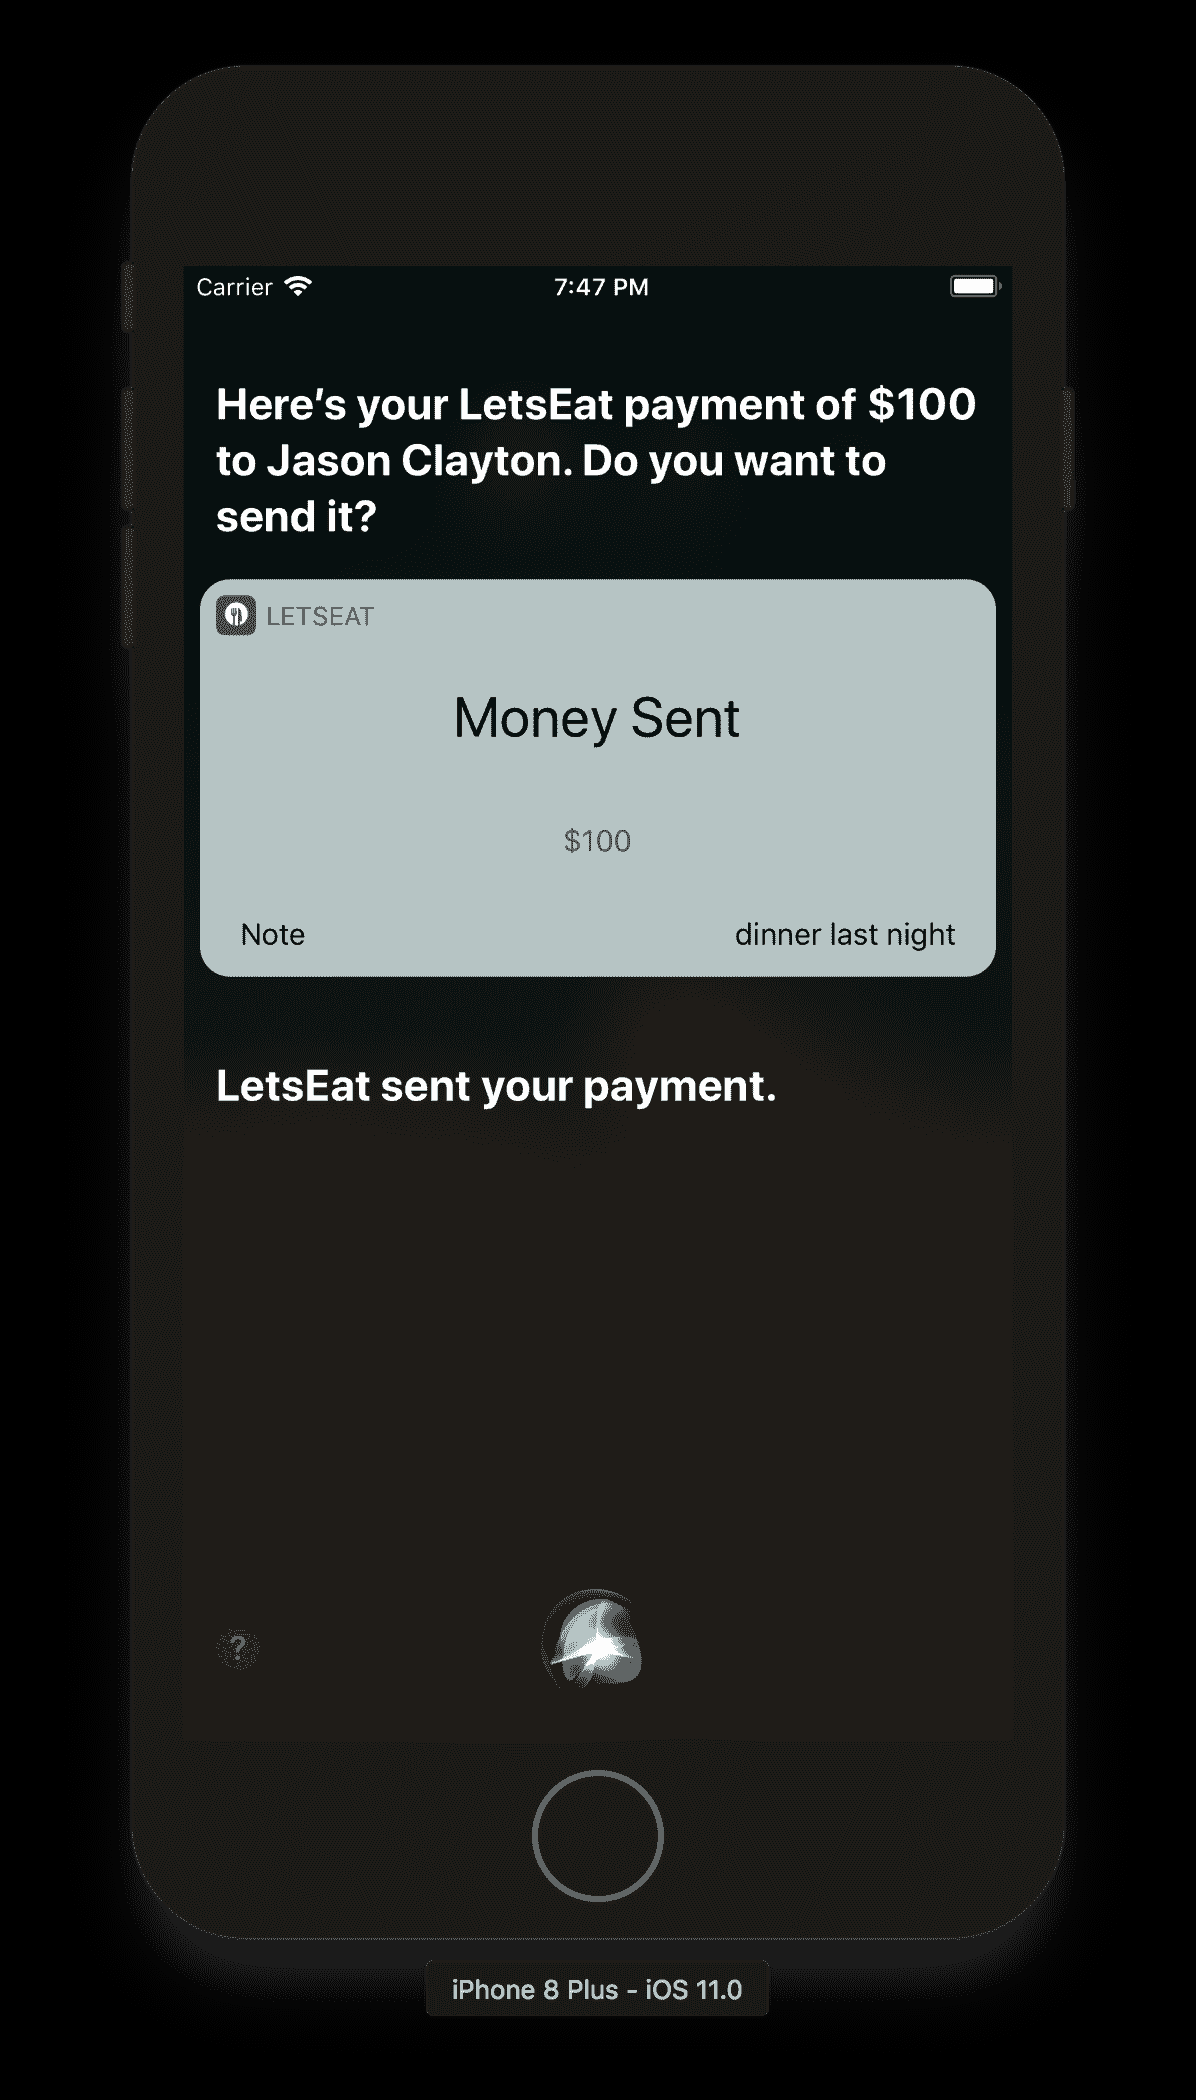 Carrier 7:47 PM
Here's your LetsEat payment of $100
to Jason Clayton. Do you want to
send it?
LETSEAT
Money Sent
$100
Note dinner last night
LetsEat sent your payment.
?
iPhone 8 Plus - iOS 11.0